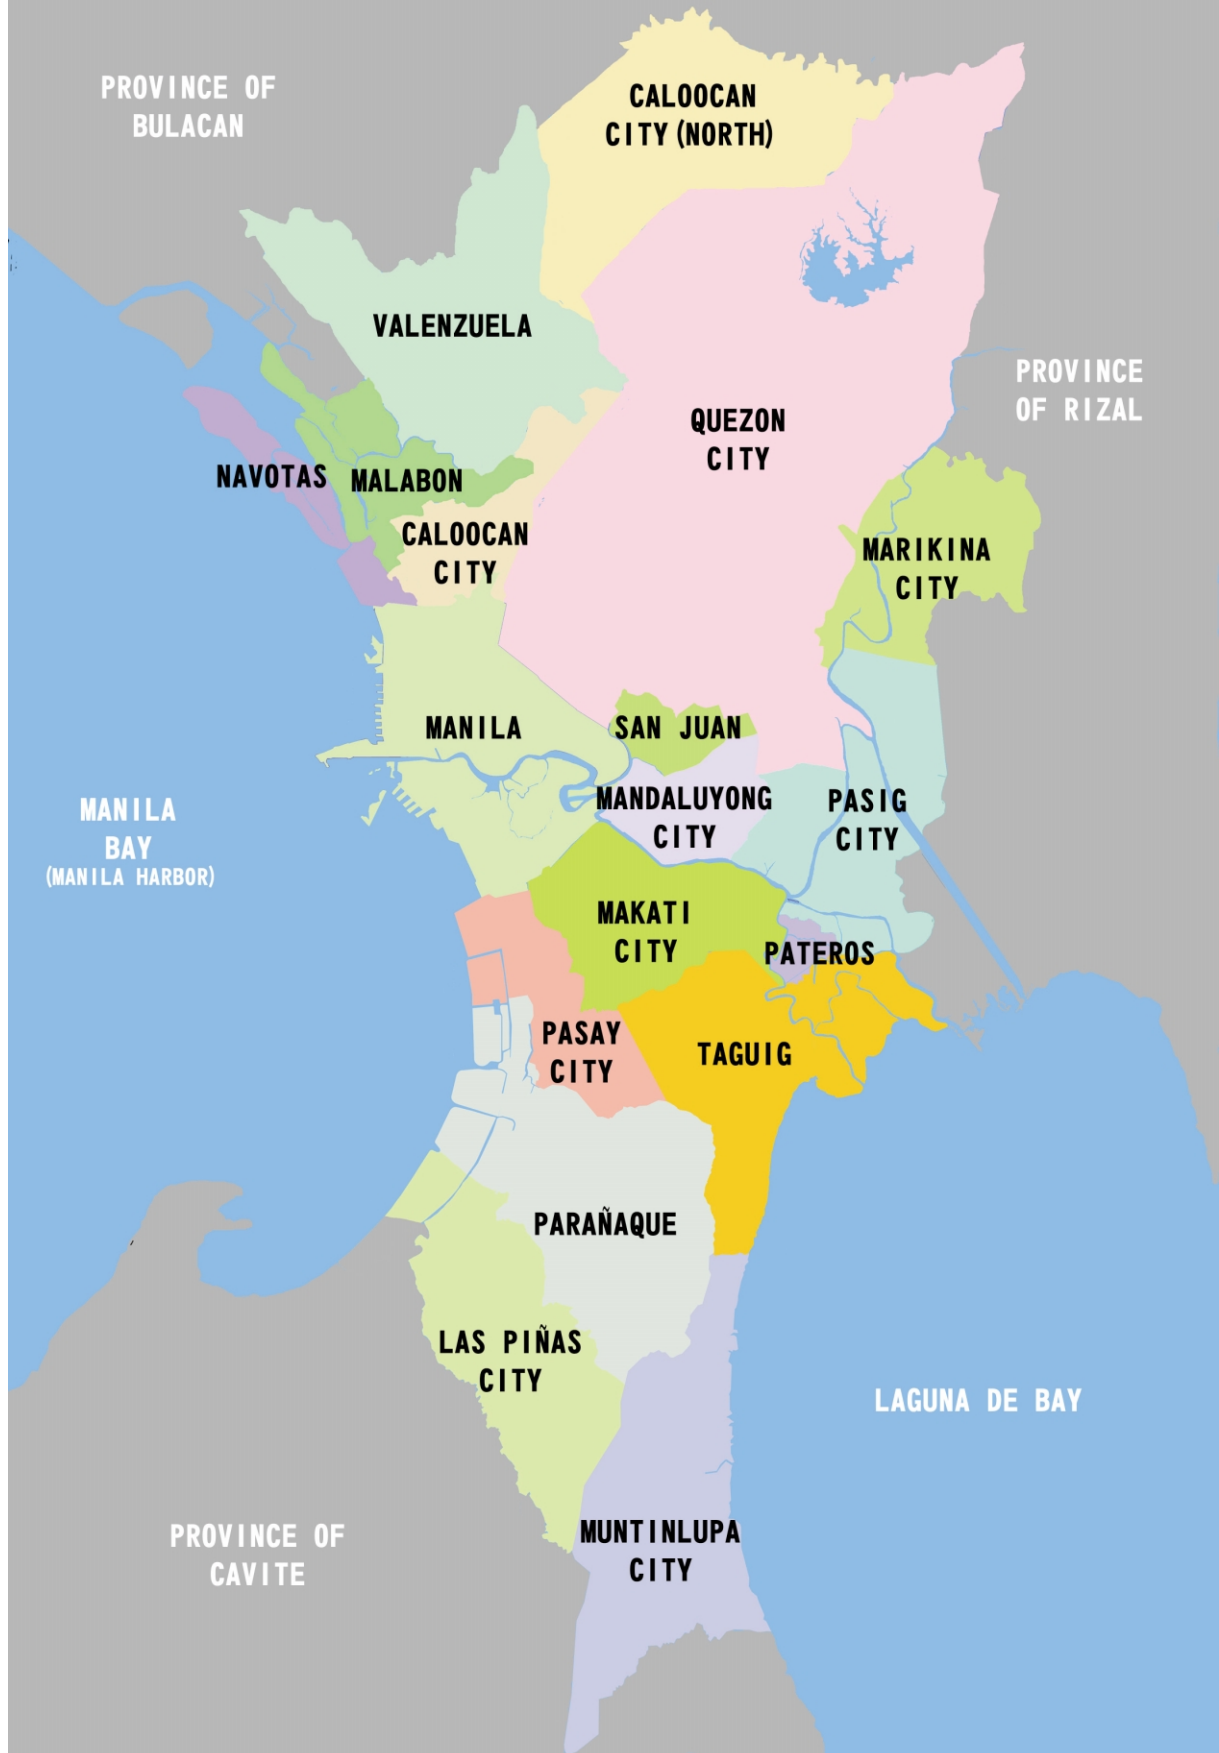 PROVINCE OF
BULACAN
CALOOCAN
CITY (NORTH)
VALENZUELA
PROVINCE
OF RIZAL
QUEZON
CITY
NAVOTAS
MALABON
CALOOCAN
CITY
MARIKINA
CITY
MANILA
SAN JUAN
MANILA
BAY
(MANILA HARBOR)
MANDALUYONG
CITY
PASIG
CITY
MAKATI
CITY
PATEROS
PASAY
CITY
TAGUIG
PARAÑAQUE
LAS PIÑAS
CITY
LAGUNA DE BAY
PROVINCE OF
CAVITE
MUNTINLUPA
CITY